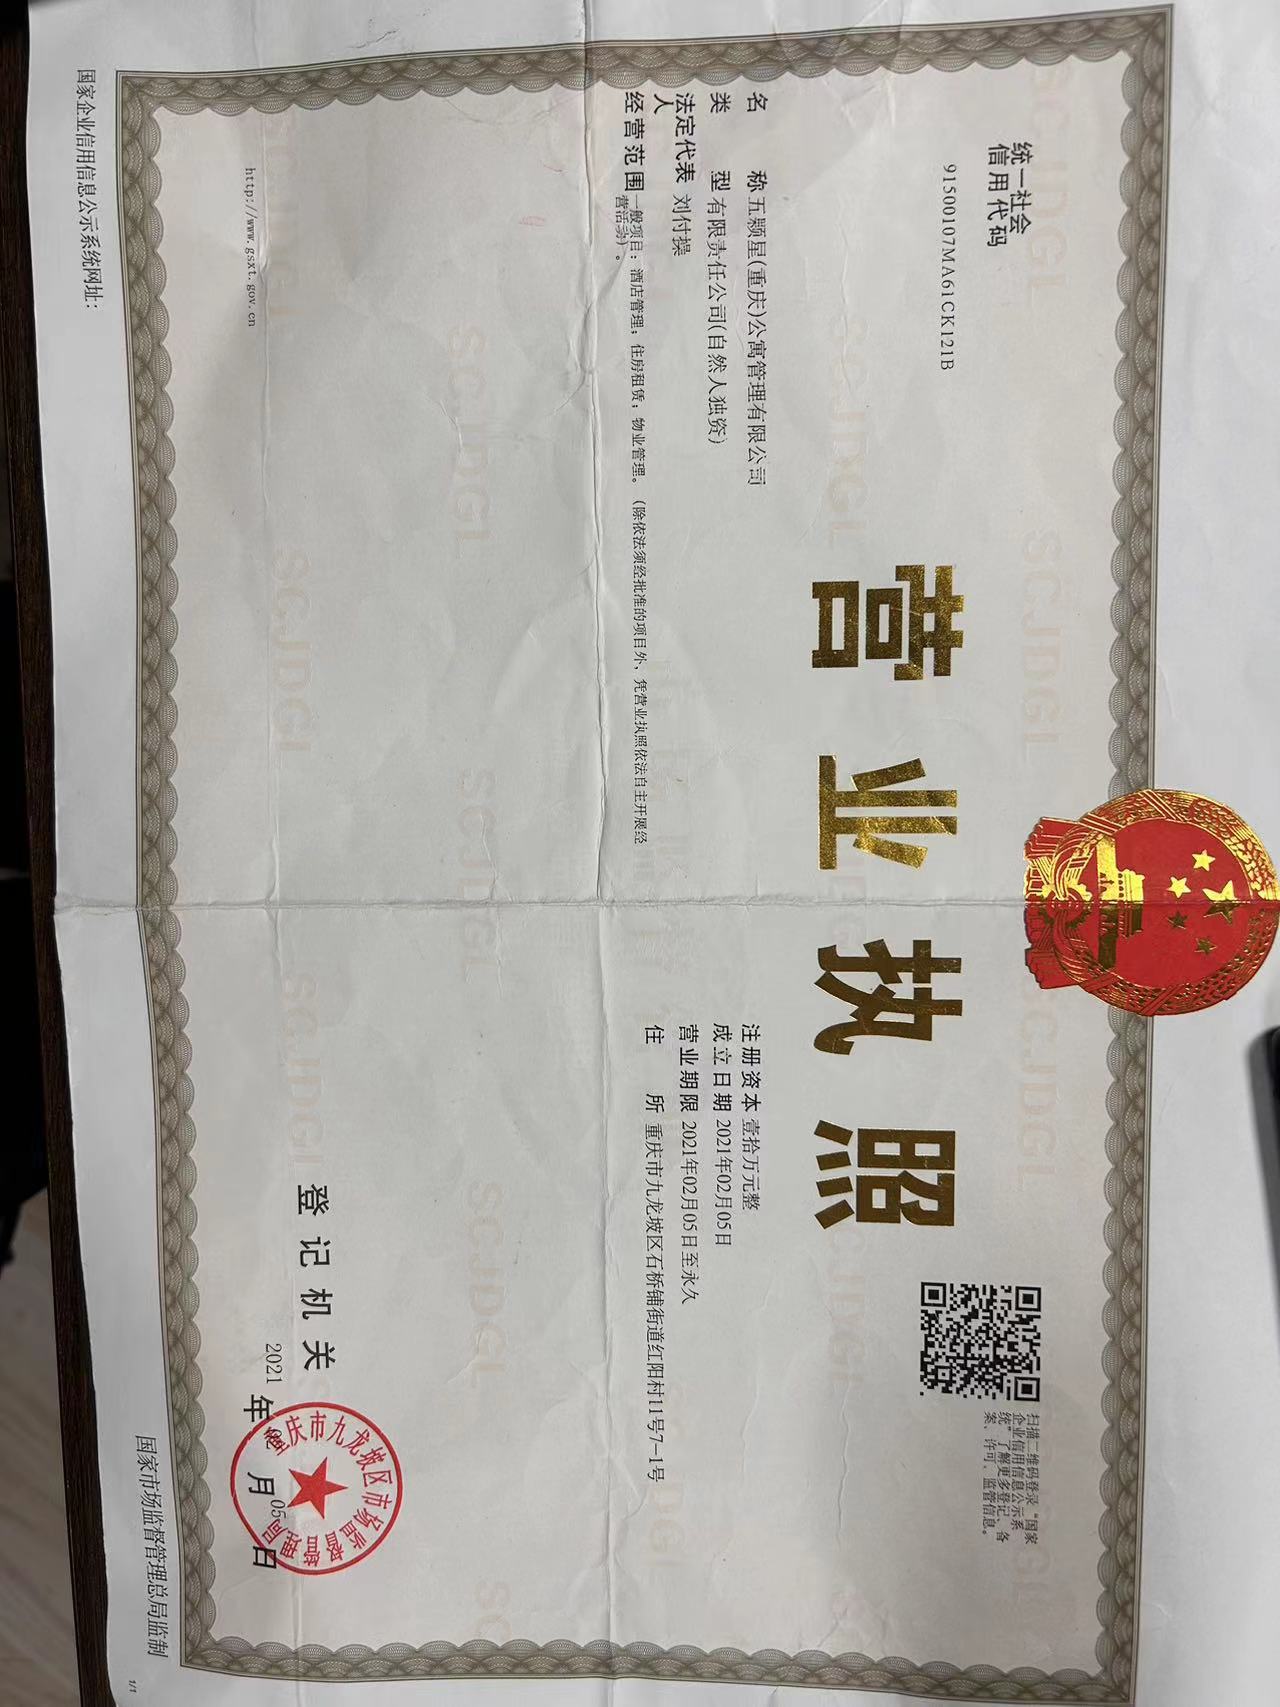 统一社会
信用代码
91500107MA61CK121B
营业执照
扫描二维码登录“国家
企业信用信息公示系
统”了解更多登记、备
案、许可、监管信息。
名称 五颗星(重庆)公寓管理有限公司
类型 有限责任公司(自然人独资)
法定代表人 刘付操
经营范围 一般项目：酒店管理；住房租赁；物业管理。（除依法须经批准的项目外，凭营业执照依法自主开展经
营活动）。
注册资本 壹拾万元整
成立日期 2021年02月05日
营业期限 2021年02月05日至永久
住所 重庆市九龙坡区石桥铺街道红阳村11号7-1号
登记机关
重庆市九龙坡区市场监督管理局
2021年02月05日
http://www.gsxt.gov.cn
国家企业信用信息公示系统网址：
国家市场监督管理总局监制
1/1
SCJDGL